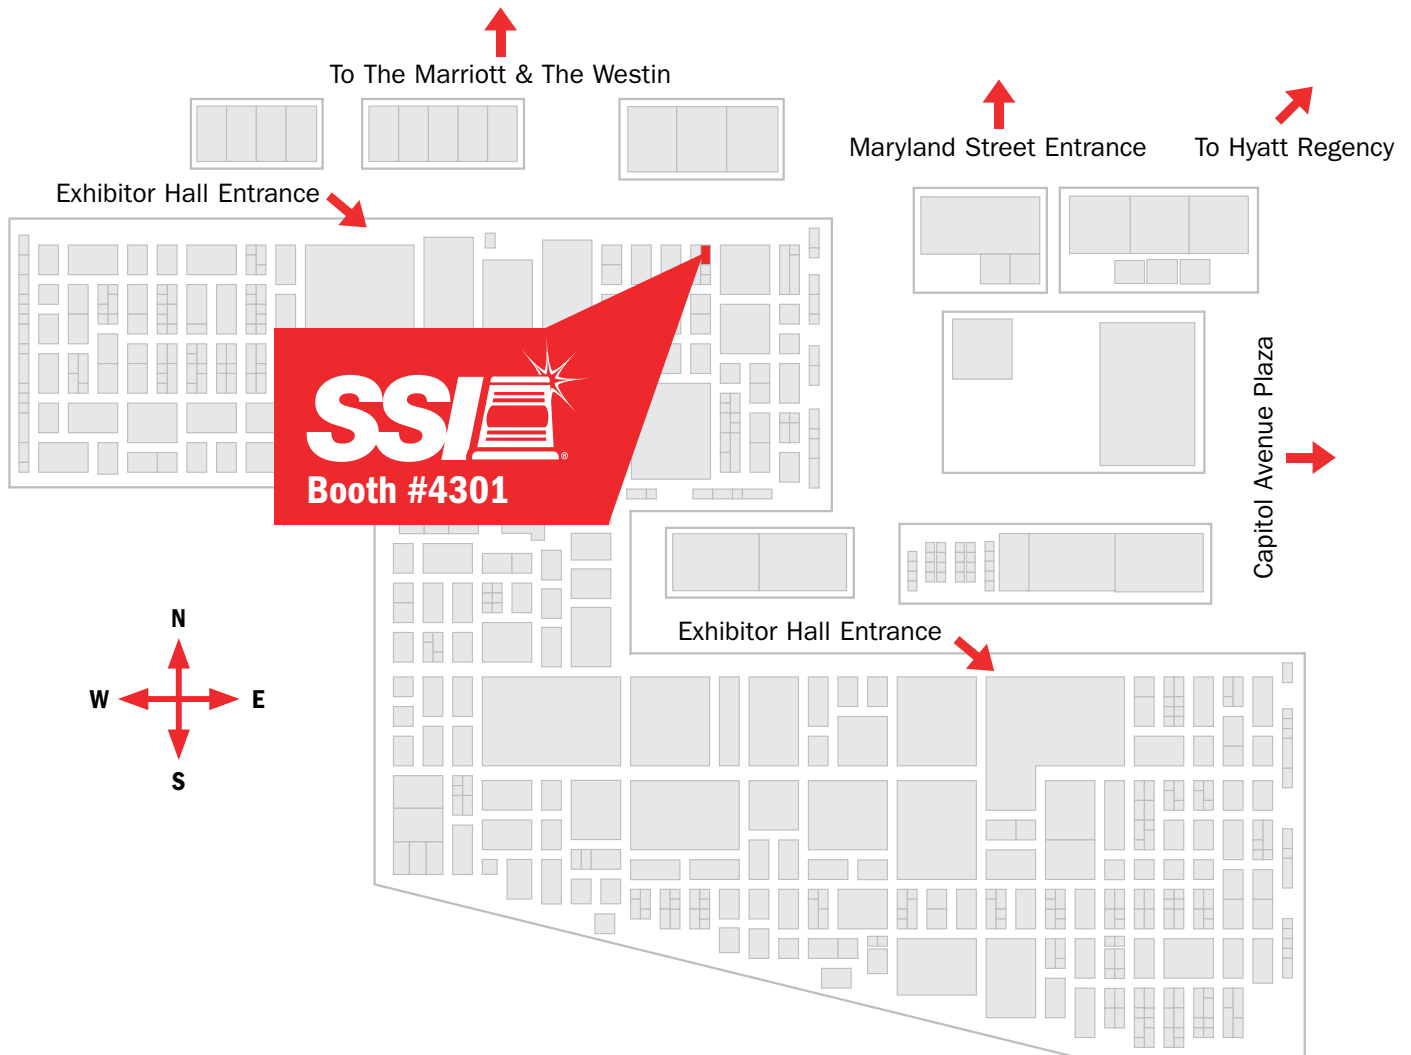 To The Marriott & The Westin
Maryland Street Entrance
To Hyatt Regency
Exhibitor Hall Entrance
Capitol Avenue Plaza
SSI®
Booth #4301
Exhibitor Hall Entrance
N
W E
S